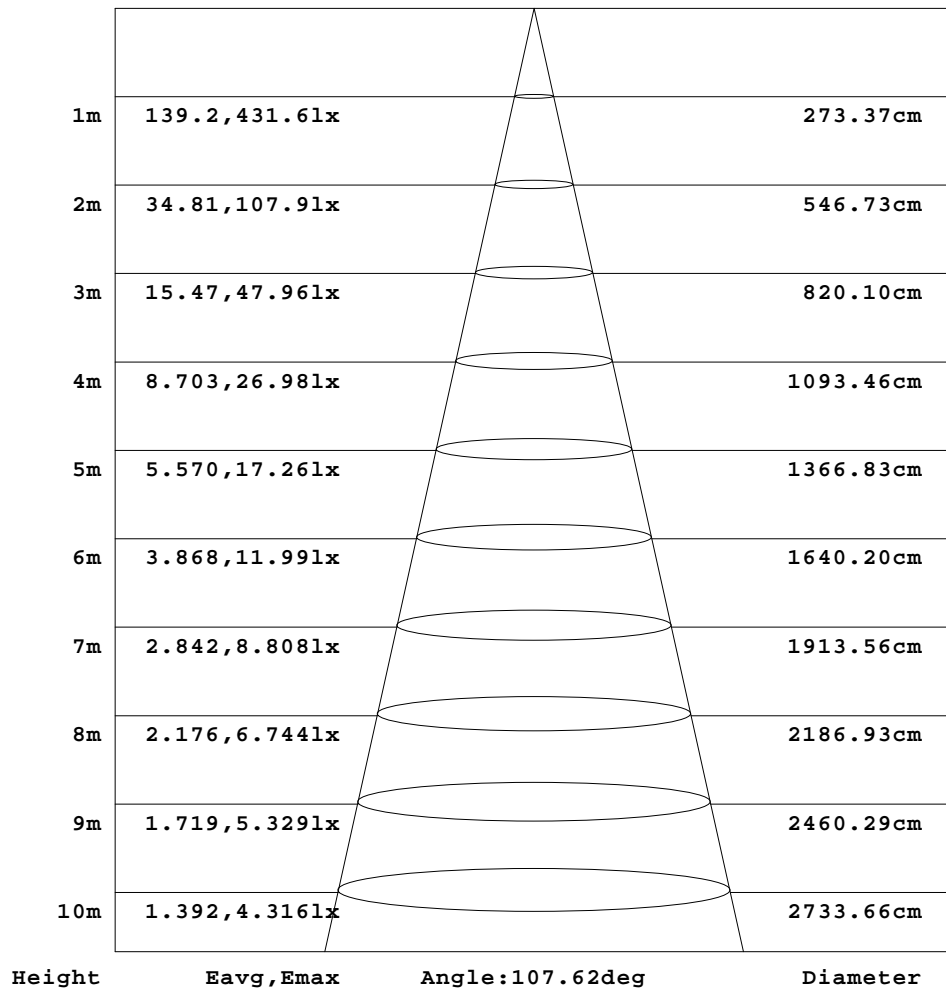 1m 139.2,431.6lx 273.37cm
2m 34.81,107.9lx 546.73cm
3m 15.47,47.96lx 820.10cm
4m 8.703,26.98lx 1093.46cm
5m 5.570,17.26lx 1366.83cm
6m 3.868,11.99lx 1640.20cm
7m 2.842,8.808lx 1913.56cm
8m 2.176,6.744lx 2186.93cm
9m 1.719,5.329lx 2460.29cm
10m 1.392,4.316lx 2733.66cm
Height Eavg,Emax Angle:107.62deg Diameter